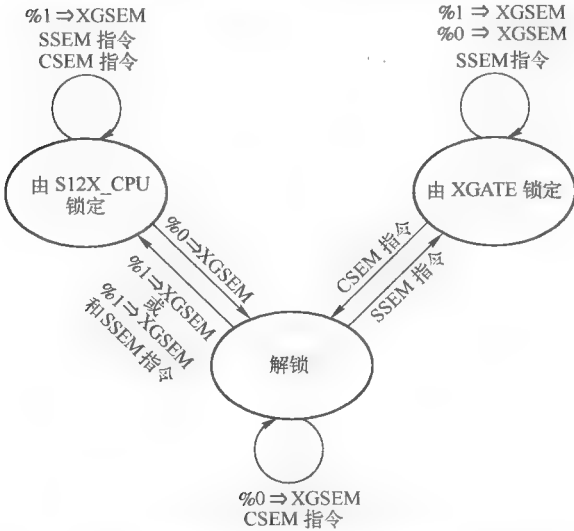 %1⇒XGSEM
SSEM 指令
CSEM 指令
%1⇒XGSEM
%0⇒XGSEM
SSEM指令
由 S12X_CPU
锁定
由 XGATE 锁定
%0⇒XGSEM
%1⇒XGSEM
或
%1⇒XGSEM
和SSEM 指令
CSEM 指令
SSEM 指令
解锁
%0⇒XGSEM
CSEM 指令